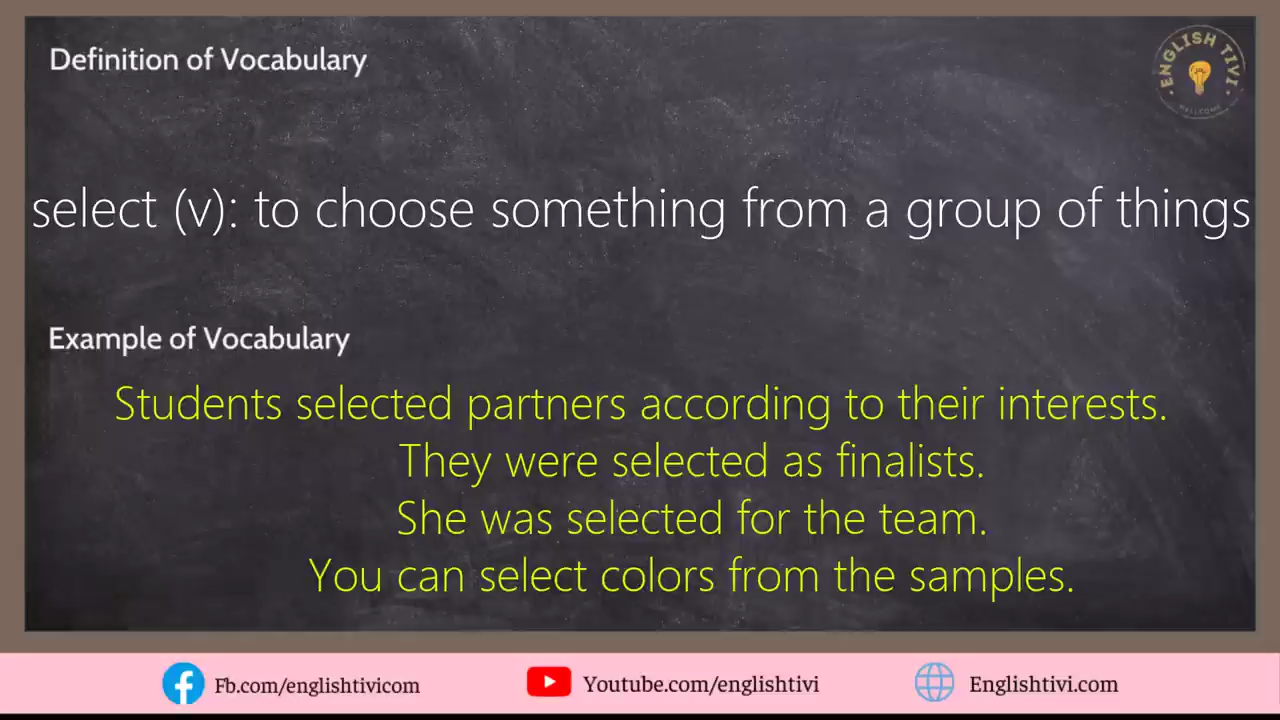 Definition of Vocabulary
ENGLISH TIVI
select (v): to choose something from a group of things
Example of Vocabulary
Students selected partners according to their interests.
They were selected as finalists.
She was selected for the team.
You can select colors from the samples.
Fb.com/englishtivicom
Youtube.com/englishtivi
Englishtivi.com